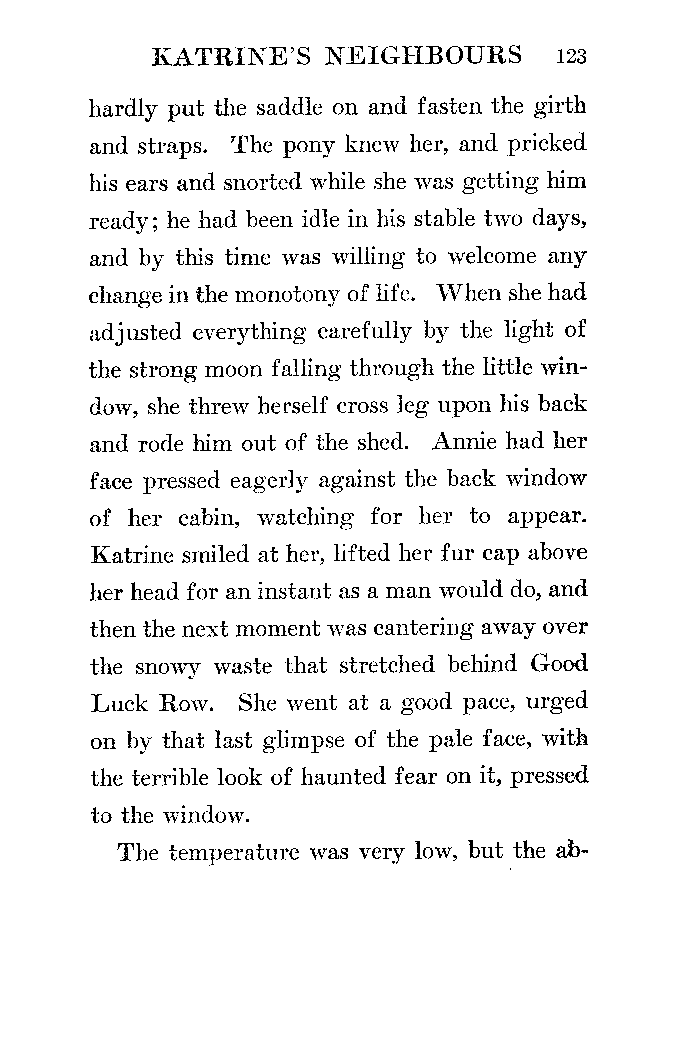 KATRINE'S NEIGHBOURS 123
hardly put the saddle on and fasten the girth
and straps. The pony knew her, and pricked
his ears and snorted while she was getting him
ready; he had been idle in his stable two days,
and by this time was willing to welcome any
change in the monotony of life. When she had
adjusted everything carefully by the light of
the strong moon falling through the little win-
dow, she threw herself cross leg upon his back
and rode him out of the shed. Annie had her
face pressed eagerly against the back window
of her cabin, watching for her to appear.
Katrine smiled at her, lifted her fur cap above
her head for an instant as a man would do, and
then the next moment was cantering away over
the snowy waste that stretched behind Good
Luck Row. She went at a good pace, urged
on by that last glimpse of the pale face, with
the terrible look of haunted fear on it, pressed
to the window.
The temperature was very low, but the ab-